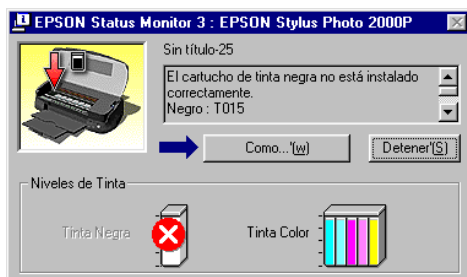 EPSON Status Monitor 3 : EPSON Stylus Photo 2000P
Sin título-25
El cartucho de tinta negra no está instalado
correctamente.
Negro : T015
Como...'(w)
Detener'(S)
Niveles de Tinta
Tinta Negra
Tinta Color